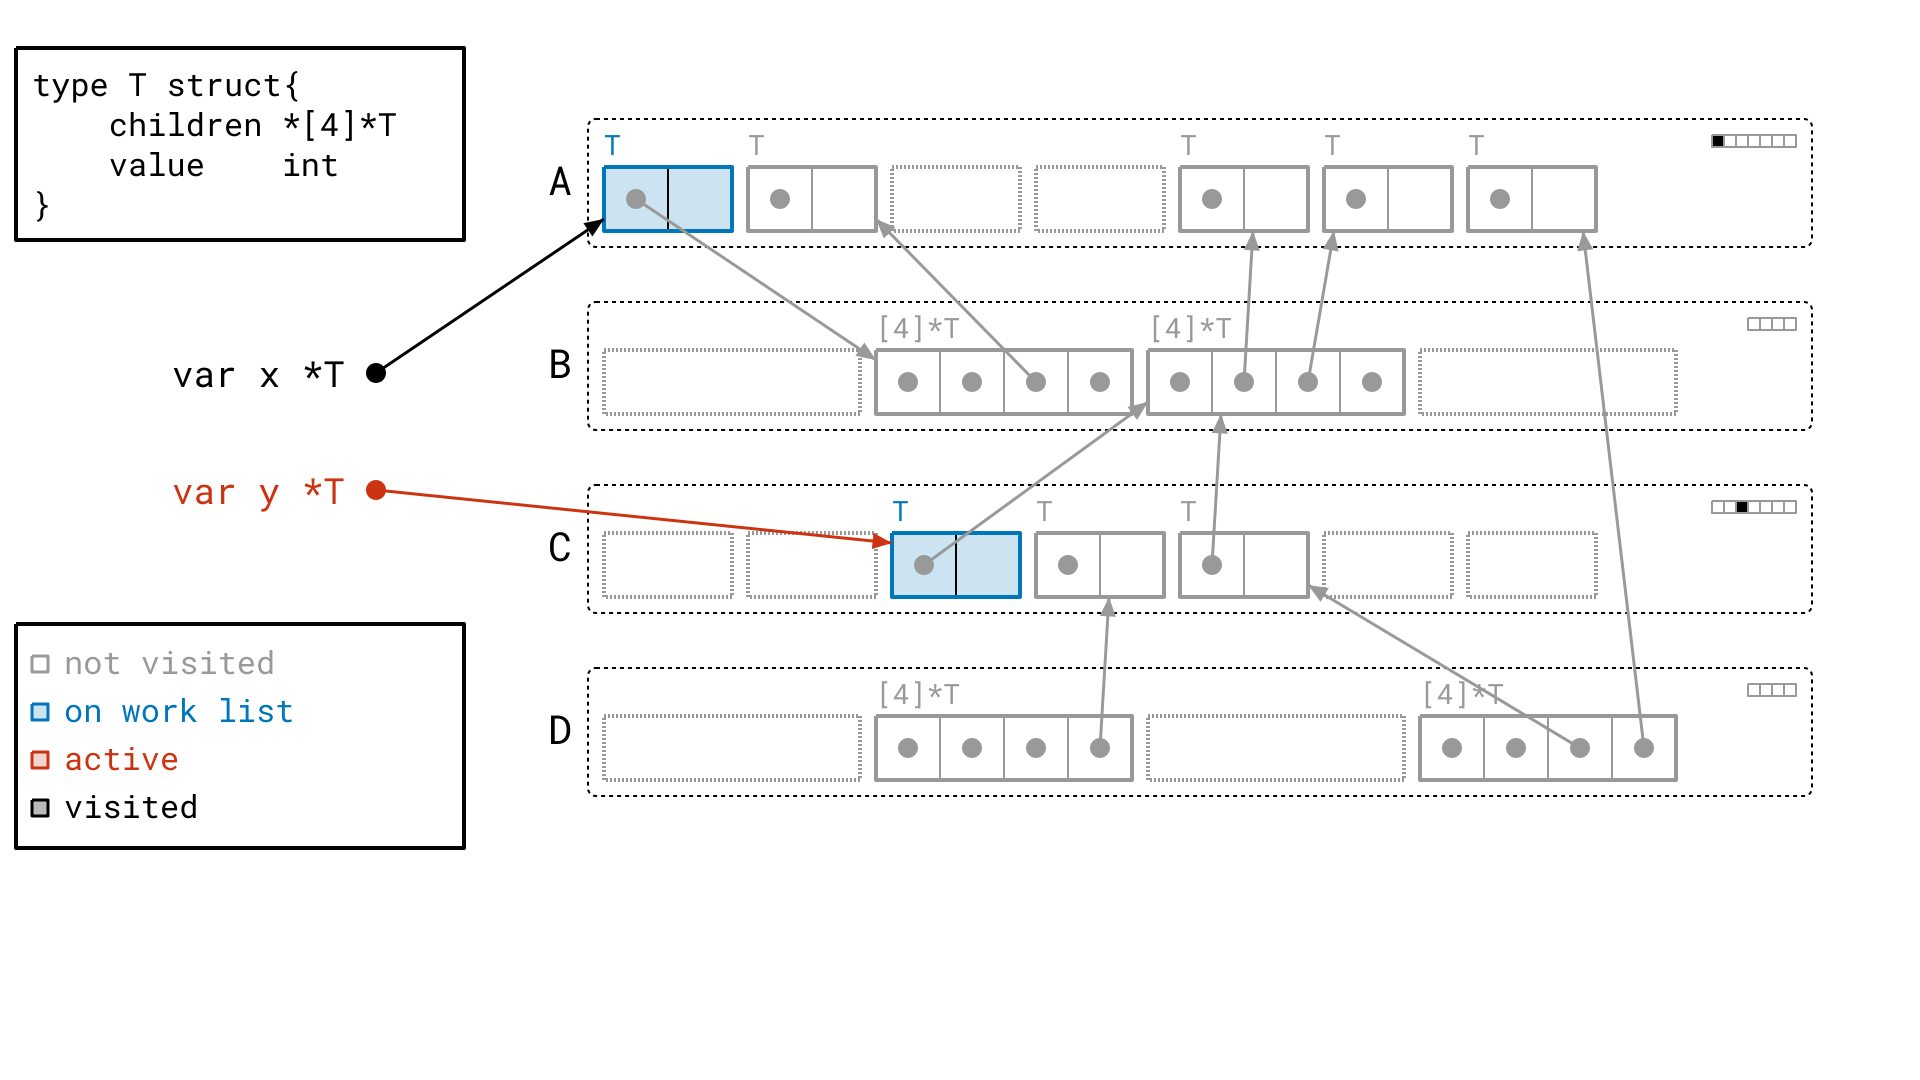 type T struct{
    children *[4]*T
    value    int
}
var x *T
var y *T
not visited
on work list
active
visited
A
T T T T T
B
[4]*T [4]*T
C
T T T
D
[4]*T [4]*T